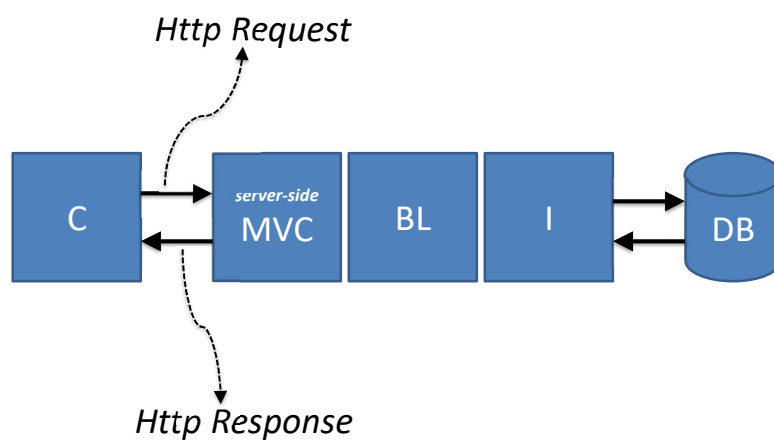 Http Request
C
server-side
MVC
BL
I
DB
Http Response